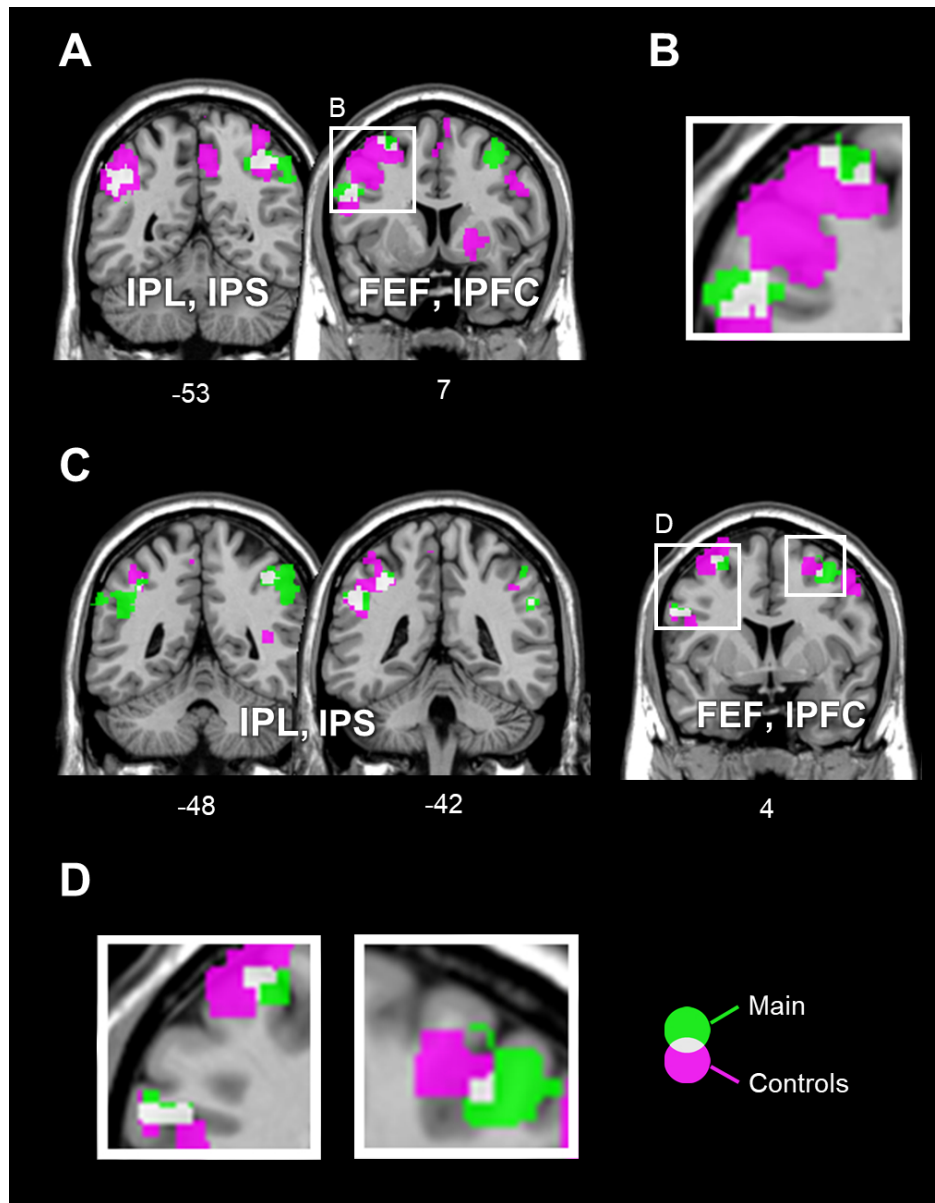 A
B
B
IPL, IPS
FEF, lPFC
-53
7
C
D
IPL, IPS
FEF, lPFC
-48
-42
4
D
Main
Controls